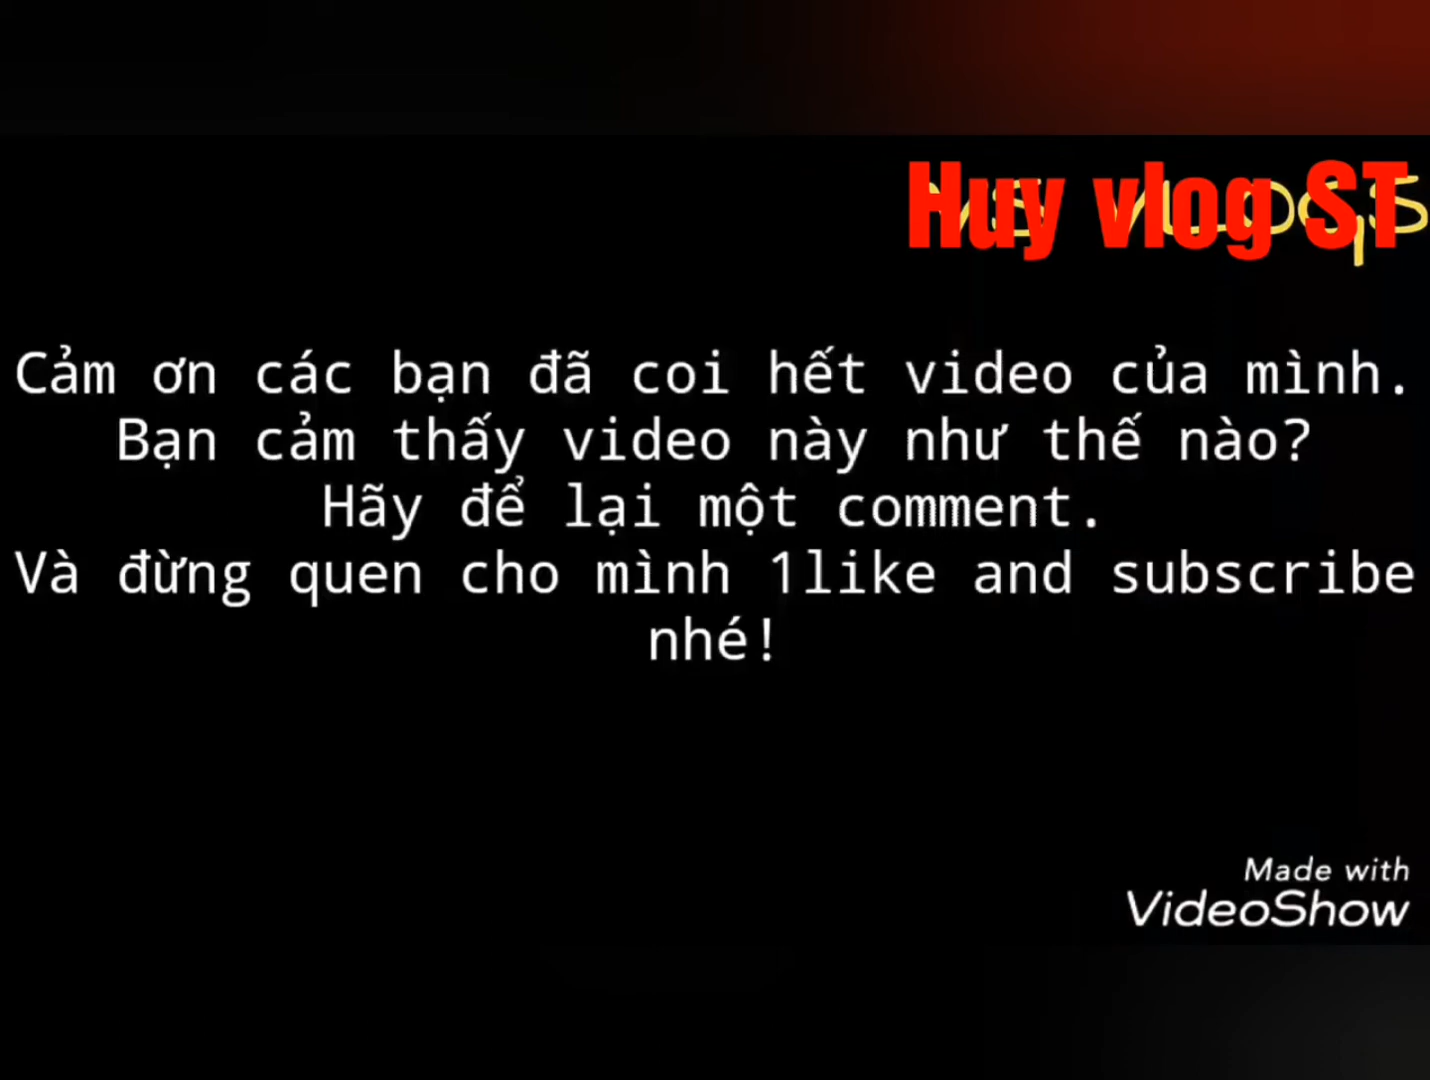 Huy vlog ST
Cảm ơn các bạn đã coi hết video của mình.
Bạn cảm thấy video này như thế nào?
Hãy để lại một comment.
Và đừng quen cho mình 1like and subscribe
nhé!
Made with
VideoShow